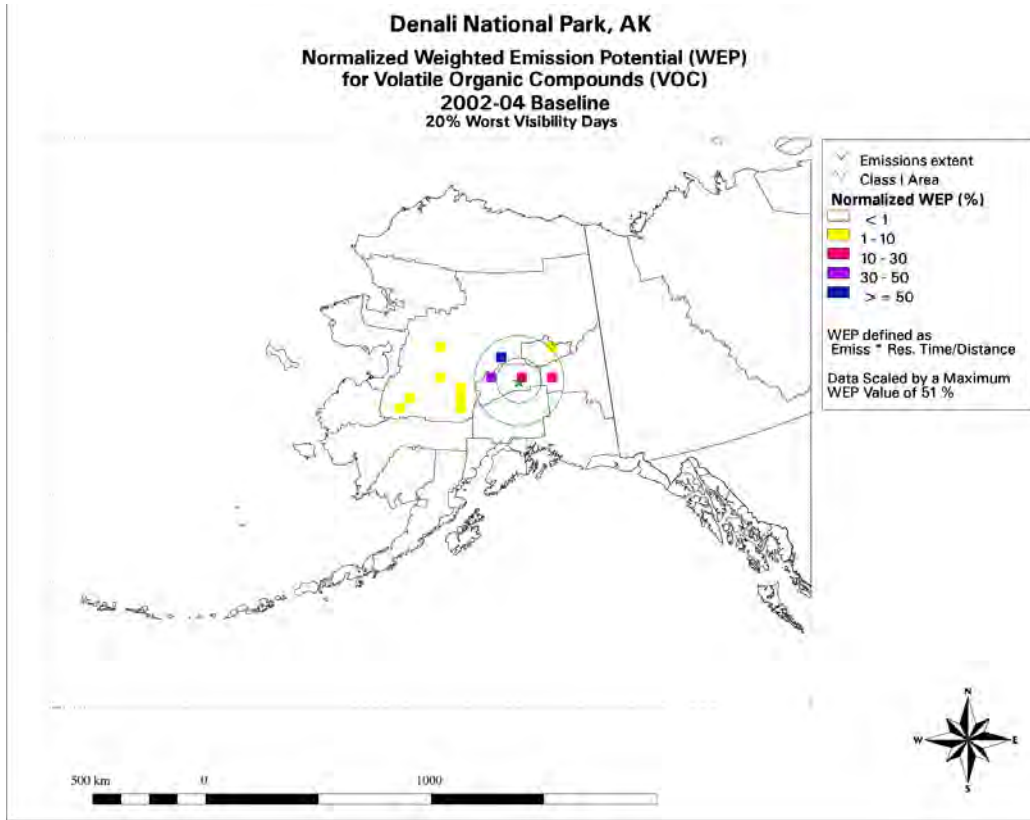 Denali National Park, AK
Normalized Weighted Emission Potential (WEP)
for Volatile Organic Compounds (VOC)
2002-04 Baseline
20% Worst Visibility Days
Emissions extent
Class I Area
Normalized WEP (%)
< 1
1 - 10
10 - 30
30 - 50
> = 50
WEP defined as
Emiss * Res. Time/Distance
Data Scaled by a Maximum
WEP Value of 51 %
N
W E
S
500 km 0 1000